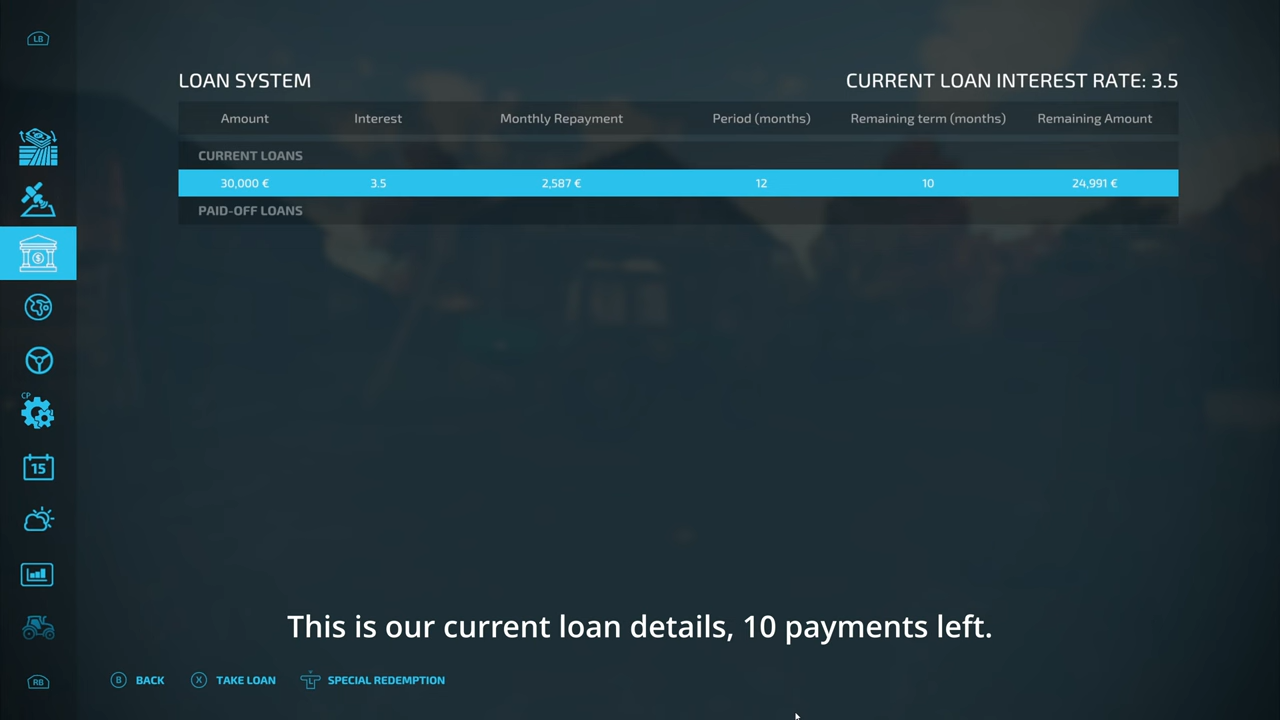 LB
LOAN SYSTEM
CURRENT LOAN INTEREST RATE: 3.5
Amount Interest Monthly Repayment Period (months) Remaining term (months) Remaining Amount
CURRENT LOANS
30,000 € 3.5 2,587 € 12 10 24,991 €
PAID-OFF LOANS
CP
15
This is our current loan details, 10 payments left.
B BACK X TAKE LOAN L SPECIAL REDEMPTION
RB